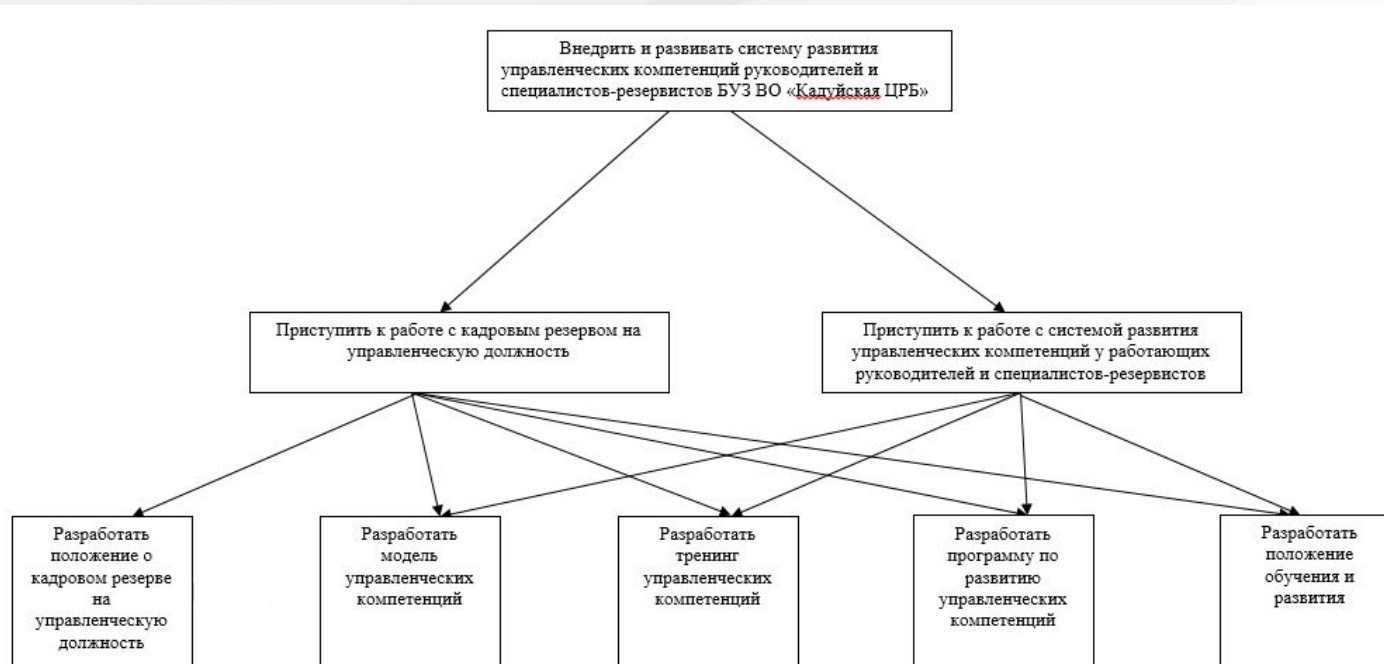 Внедрить и развивать систему развития
управленческих компетенций руководителей и
специалистов-резервистов БУЗ ВО «Кадуйская ЦРБ»
Приступить к работе с кадровым резервом на
управленческую должность
Приступить к работе с системой развития
управленческих компетенций у работающих
руководителей и специалистов-резервистов
Разработать
положение о
кадровом резерве
на
управленческую
должность
Разработать
модель
управленческих
компетенций
Разработать
тренинг
управленческих
компетенций
Разработать
программу по
развитию
управленческих
компетенций
Разработать
положение
обучения и
развития